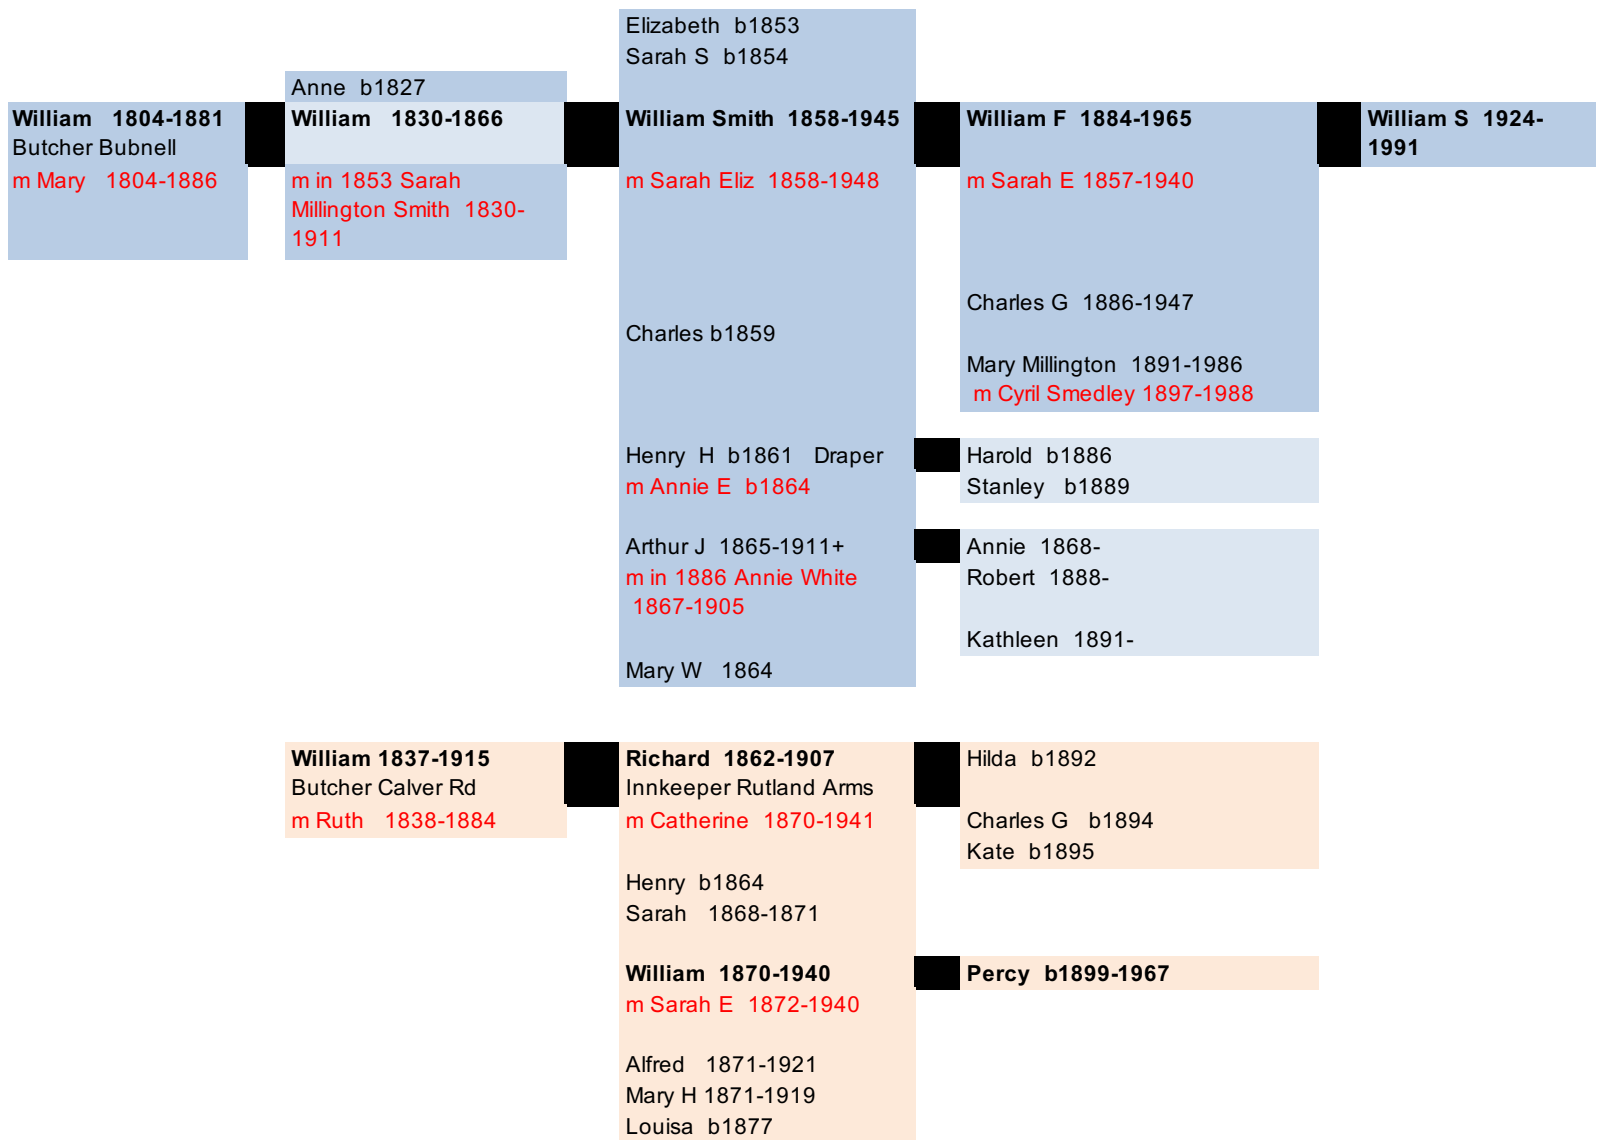 Elizabeth b1853
Sarah S b1854
Anne b1827
William 1804-1881
Butcher Bubnell
m Mary 1804-1886
William 1830-1866
m in 1853 Sarah
Millington Smith 1830-
1911
William Smith 1858-1945
m Sarah Eliz 1858-1948
Charles b1859
Henry H b1861 Draper
m Annie E b1864
Arthur J 1865-1911+
m in 1886 Annie White
1867-1905
Mary W 1864
William F 1884-1965
m Sarah E 1857-1940
Charles G 1886-1947
Mary Millington 1891-1986
m Cyril Smedley 1897-1988
Harold b1886
Stanley b1889
Annie 1868-
Robert 1888-
Kathleen 1891-
William S 1924-
1991
William 1837-1915
Butcher Calver Rd
m Ruth 1838-1884
Richard 1862-1907
Innkeeper Rutland Arms
m Catherine 1870-1941
Henry b1864
Sarah 1868-1871
William 1870-1940
m Sarah E 1872-1940
Alfred 1871-1921
Mary H 1871-1919
Louisa b1877
Hilda b1892
Charles G b1894
Kate b1895
Percy b1899-1967